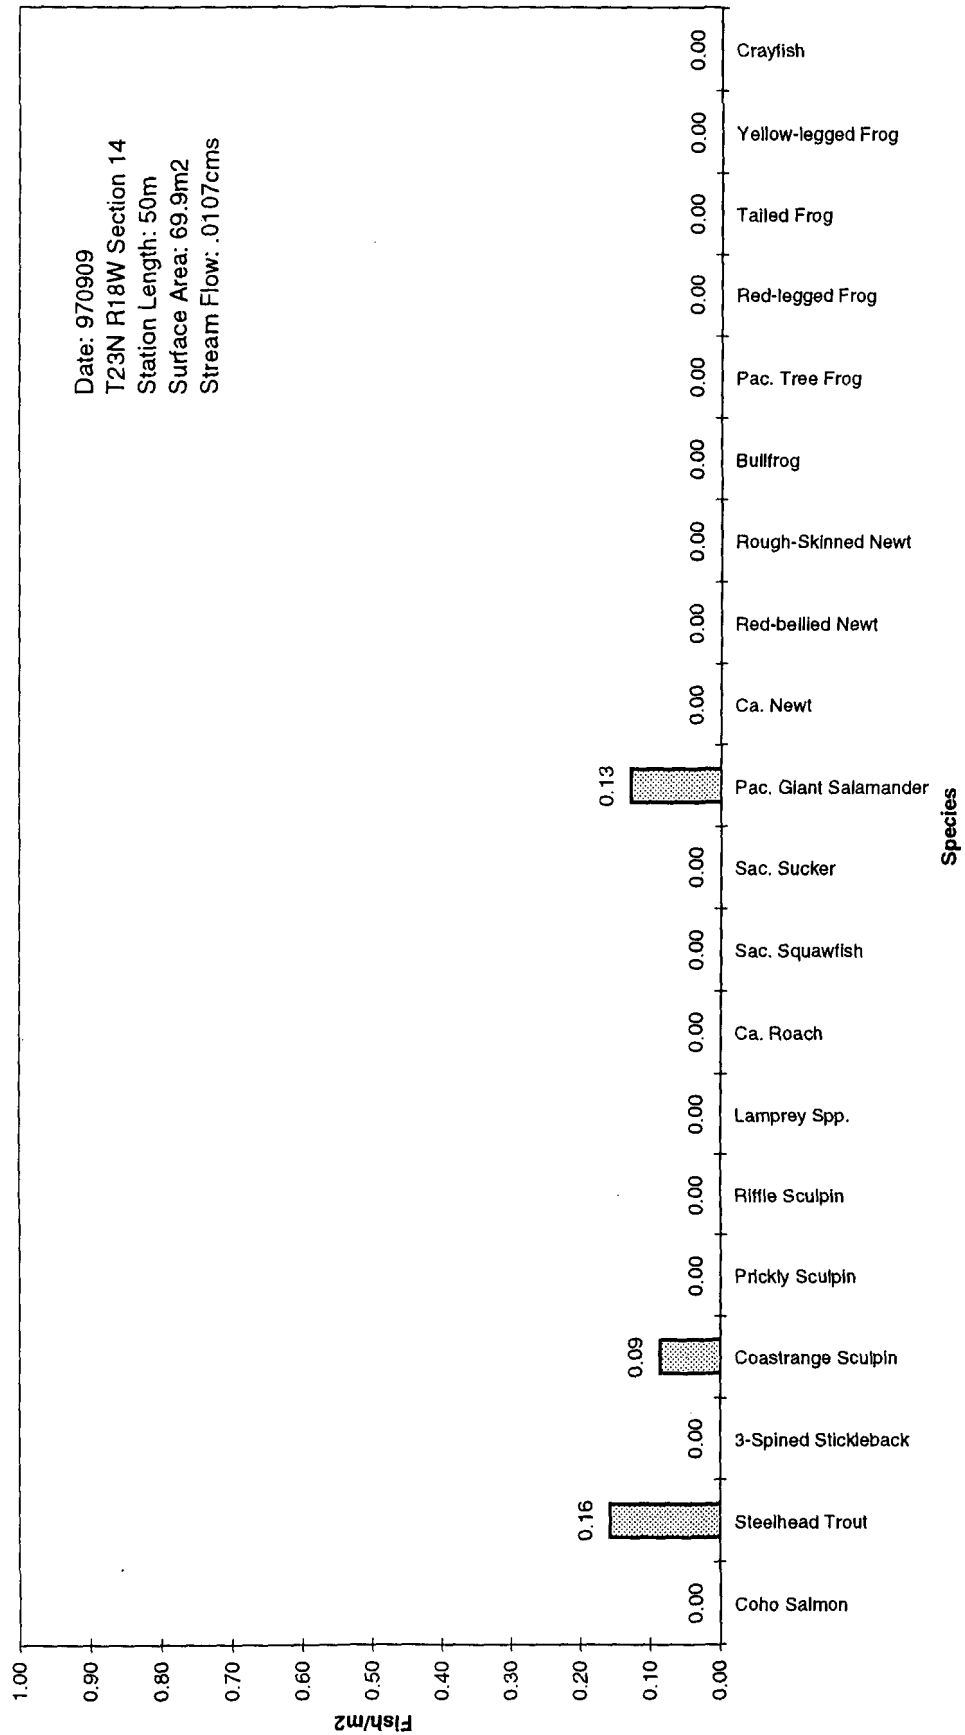 Date: 970909
T23N R18W Section 14
Station Length: 50m
Surface Area: 69.9m2
Stream Flow: .0107cms
Fish/m2
1.00
0.90
0.80
0.70
0.60
0.50
0.40
0.30
0.20
0.10
0.00
0.00
0.16
0.00
0.09
0.00
0.00
0.00
0.00
0.00
0.00
0.13
0.00
0.00
0.00
0.00
0.00
0.00
0.00
0.00
0.00
Coho Salmon
Steelhead Trout
3-Spined Stickleback
Coastrange Sculpin
Prickly Sculpin
Riffle Sculpin
Lamprey Spp.
Ca. Roach
Sac. Squawfish
Sac. Sucker
Pac. Giant Salamander
Ca. Newt
Red-bellied Newt
Rough-Skinned Newt
Bullfrog
Pac. Tree Frog
Red-legged Frog
Tailed Frog
Yellow-legged Frog
Crayfish
Species